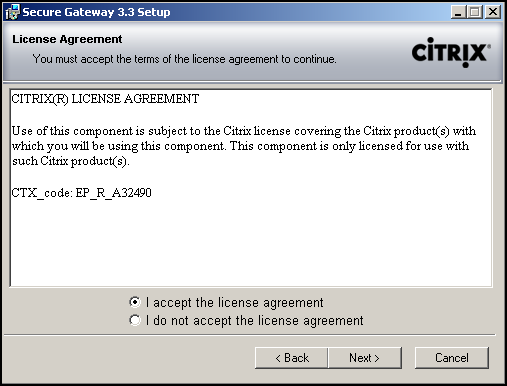 Secure Gateway 3.3 Setup
License Agreement
You must accept the terms of the license agreement to continue.
CITRIX®
CITRIX(R) LICENSE AGREEMENT
Use of this component is subject to the Citrix license covering the Citrix product(s) with
which you will be using this component. This component is only licensed for use with
such Citrix product(s).
CTX_code: EP_R_A32490
I accept the license agreement
I do not accept the license agreement
< Back
Next >
Cancel